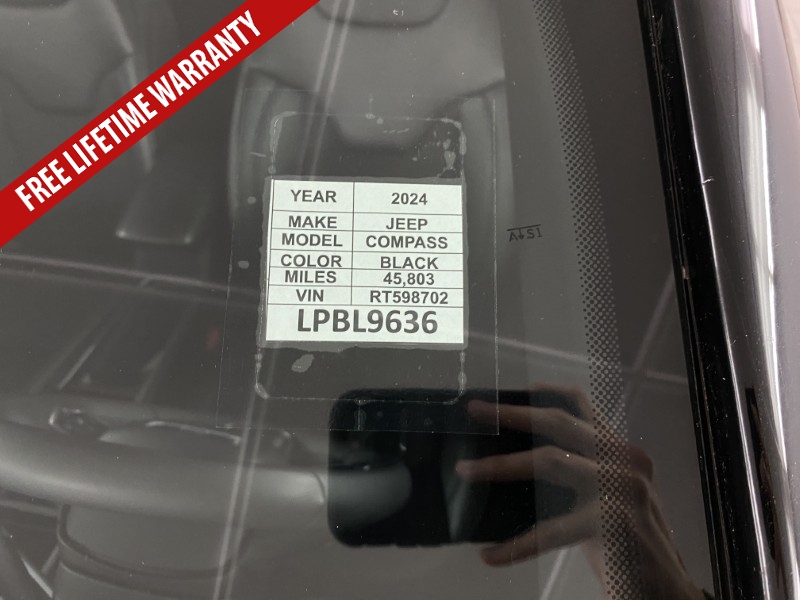 FREE LIFETIME WARRANTY
YEAR 2024
MAKE JEEP
MODEL COMPASS
COLOR BLACK
MILES 45,803
VIN RT598702
LPBL9636